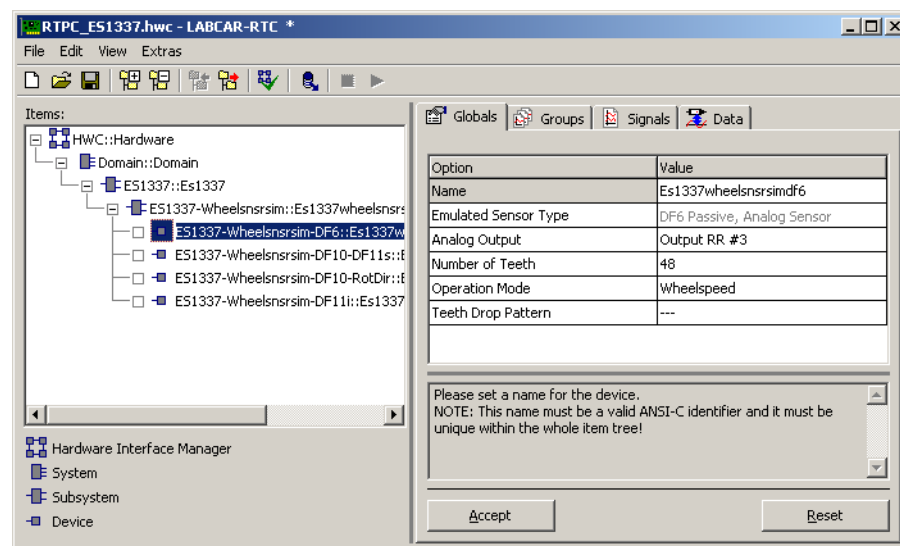 RTPC_ES1337.hwc - LABCAR-RTC *
File Edit View Extras
Items:
HWC::Hardware
Domain::Domain
ES1337::Es1337
ES1337-Wheelsnsrsim::Es1337wheelsnsrs
ES1337-Wheelsnsrsim-DF6::Es1337w
ES1337-Wheelsnsrsim-DF10-DF11s::E
ES1337-Wheelsnsrsim-DF10-RotDir::E
ES1337-Wheelsnsrsim-DF11i::Es1337
Hardware Interface Manager
System
Subsystem
Device
Globals Groups Signals Data
Option Value
Name Es1337wheelsnsrsimdf6
Emulated Sensor Type DF6 Passive, Analog Sensor
Analog Output Output RR #3
Number of Teeth 48
Operation Mode Wheelspeed
Teeth Drop Pattern ---
Please set a name for the device.
NOTE: This name must be a valid ANSI-C identifier and it must be
unique within the whole item tree!
Accept Reset